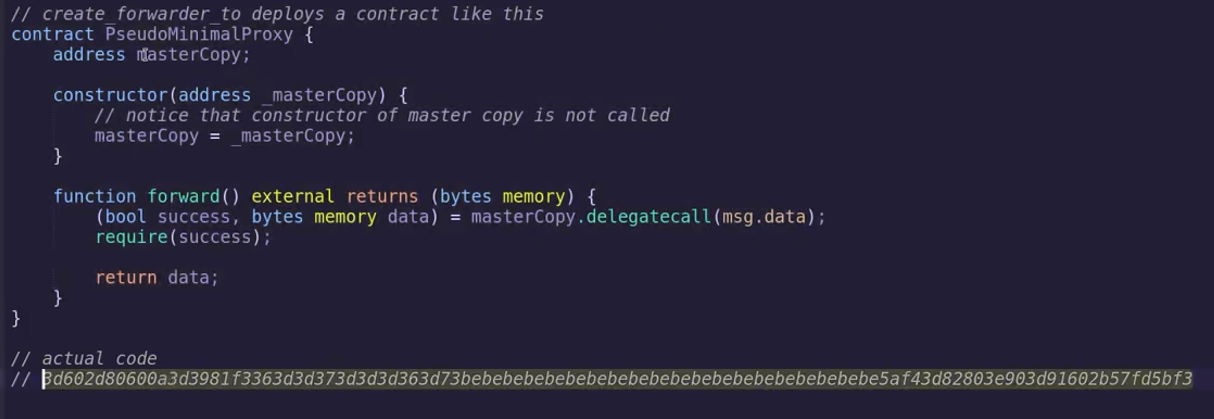 // create_forwarder_to deploys a contract like this
contract PseudoMinimalProxy {
address masterCopy;
constructor(address _masterCopy) {
// notice that constructor of master copy is not called
masterCopy = _masterCopy;
}
function forward() external returns (bytes memory) {
(bool success, bytes memory data) = masterCopy.delegatecall(msg.data);
require(success);
return data;
}
}
// actual code
// 3d602d80600a3d3981f3363d3d373d3d3d363d73bebebebebebebebebebebebebebebebebebebebe5af43d82803e903d91602b57fd5bf3